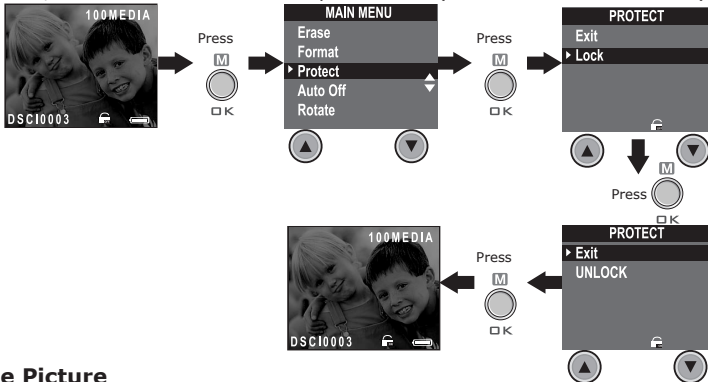 100MEDIA
DSCI0003
Press
M
OK
MAIN MENU
Erase
Format
Protect
Auto Off
Rotate
Press
M
OK
PROTECT
Exit
Lock
Press
M
OK
PROTECT
Exit
UNLOCK
Press
M
OK
100MEDIA
DSCI0003
e Picture